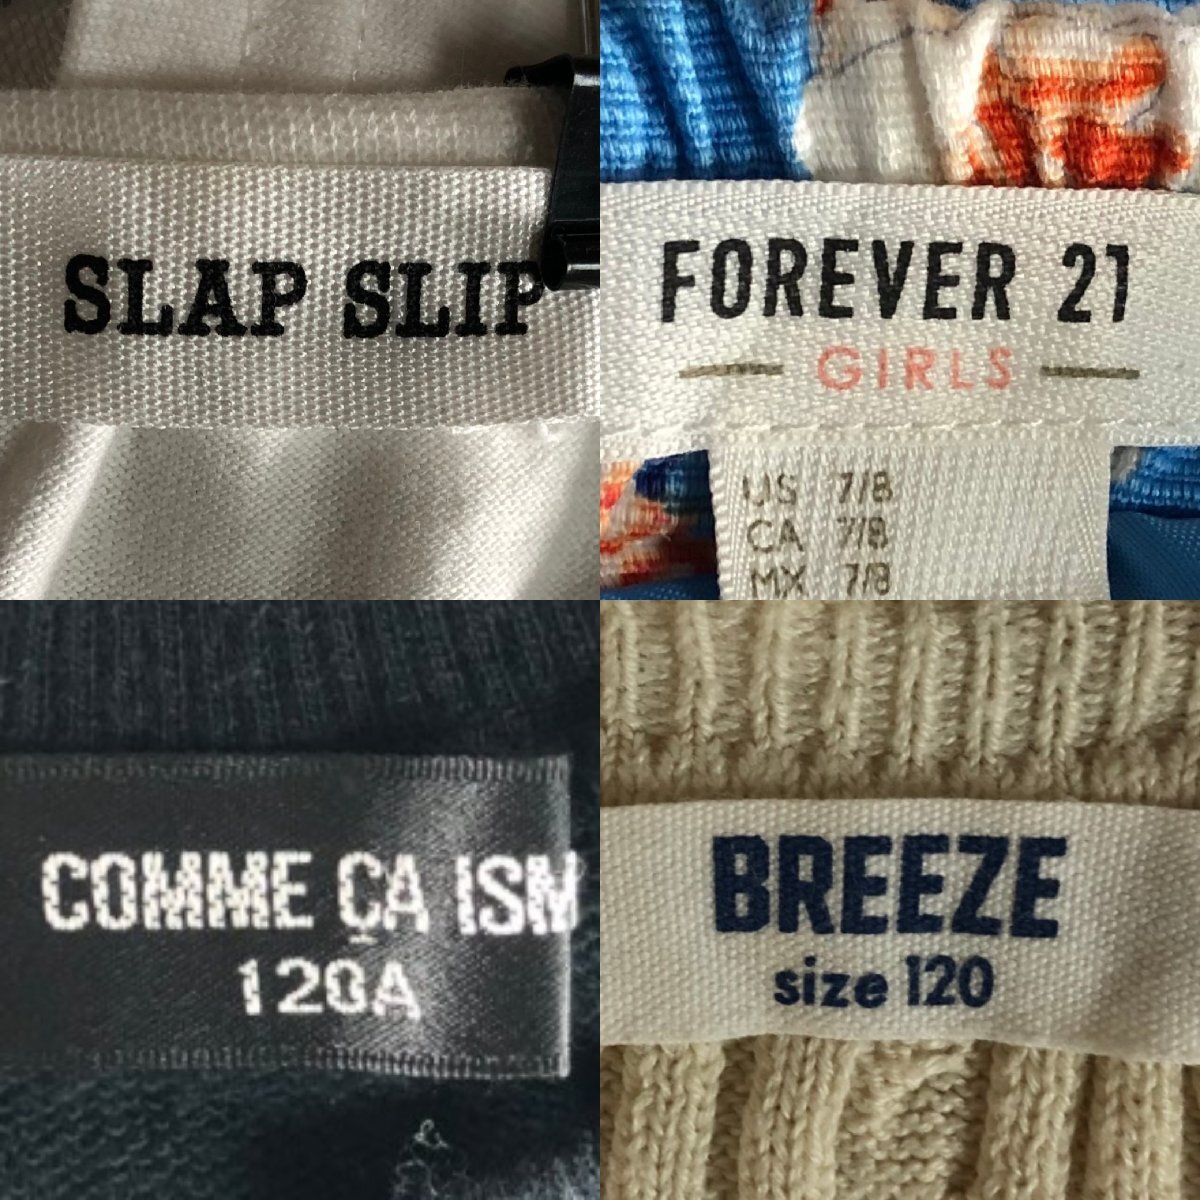 SLAP SLIP
FOREVER 21
GIRLS
US 7/8
CA 7/8
MX 7/8
COMME ÇA ISM
120A
BREEZE
size 120